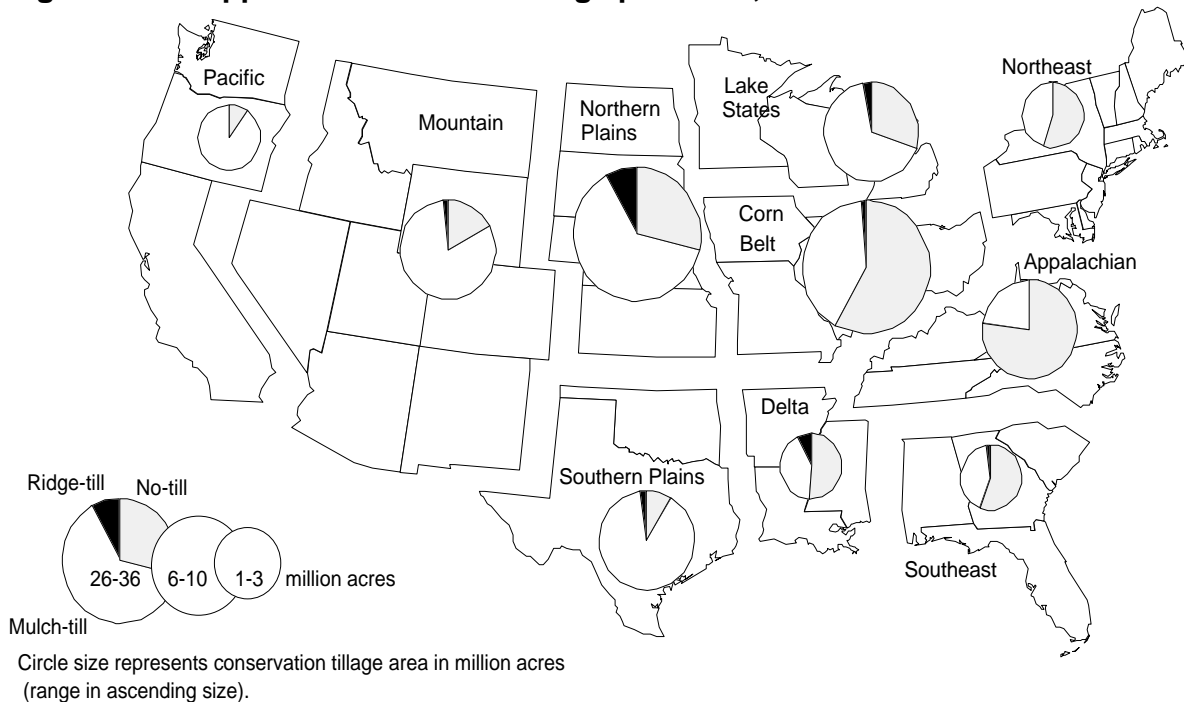 Pacific
Mountain
Northern
Plains
Lake
States
Northeast
Corn
Belt
Appalachian
Delta
Southern Plains
Southeast
Ridge-till
No-till
26-36
6-10
1-3
million acres
Mulch-till
Circle size represents conservation tillage area in million acres
(range in ascending size).